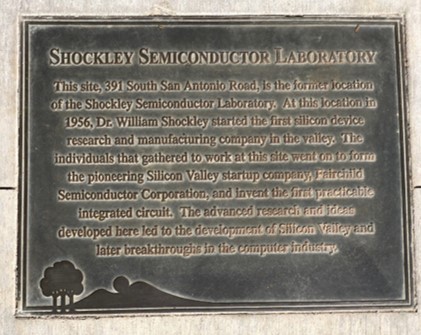 SHOCKLEY SEMICONDUCTOR LABORATORY
This site, 391 South San Antonio Road, is the former location
of the Shockley Semiconductor Laboratory. At this location in
1956, Dr. William Shockley started the first silicon device
research and manufacturing company in the valley. The
individuals that gathered to work at this site went on to form
the pioneering Silicon Valley startup company, Fairchild
Semiconductor Corporation, and invent the first practicable
integrated circuit. The advanced research and ideas
developed here led to the development of Silicon Valley and
later breakthroughs in the computer industry.